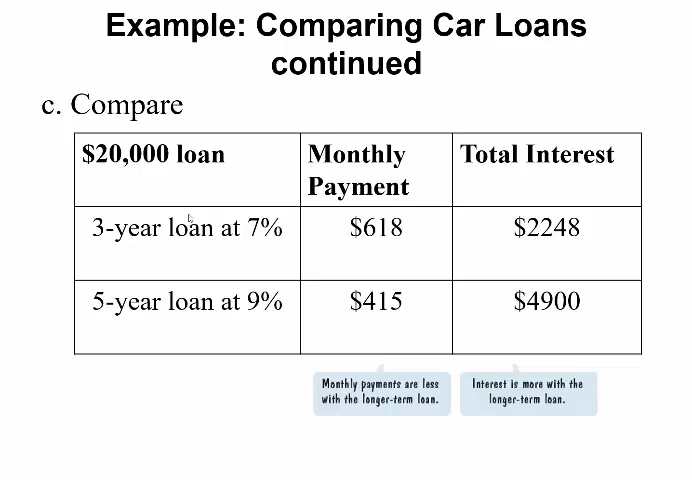 Example: Comparing Car Loans
continued
c. Compare
$20,000 loan
Monthly
Payment
Total Interest
3-year loan at 7%
$618
$2248
5-year loan at 9%
$415
$4900
Monthly payments are less
with the longer-term loan.
Interest is more with the
longer-term loan.